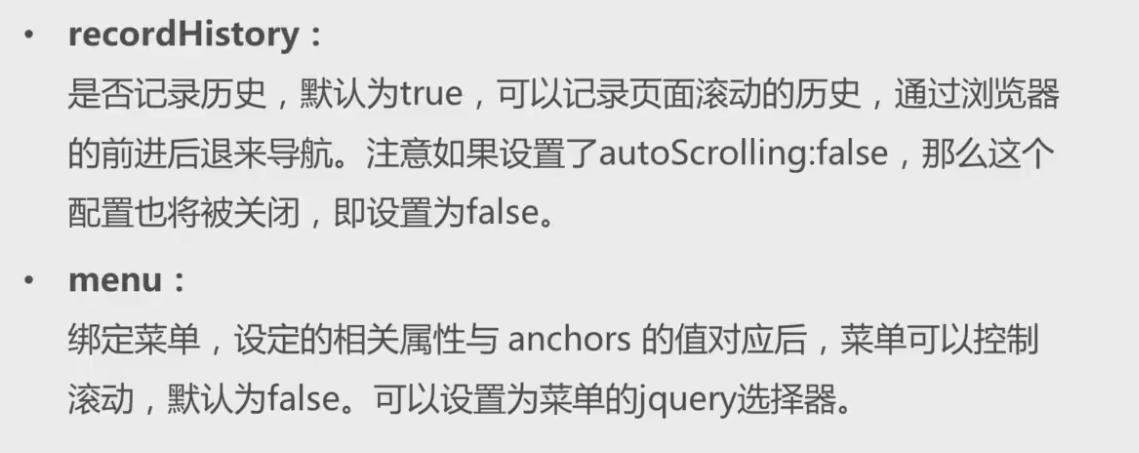 • recordHistory：
是否记录历史，默认为true，可以记录页面滚动的历史，通过浏览器
的前进后退来导航。注意如果设置了autoScrolling:false，那么这个
配置也将被关闭，即设置为false。
• menu：
绑定菜单，设定的相关属性与 anchors 的值对应后，菜单可以控制
滚动，默认为false。可以设置为菜单的jquery选择器。